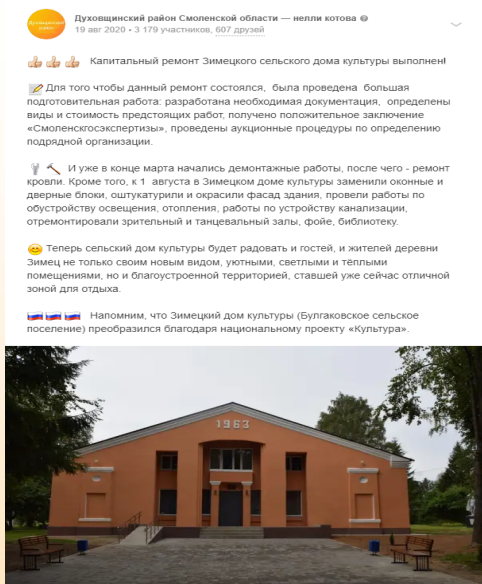 Духовщинский район Смоленской области — нелли котова
19 авг 2020 • 3 179 участников, 607 друзей
Капитальный ремонт Зимецкого сельского дома культуры выполнен!
Для того чтобы данный ремонт состоялся, была проведена большая
подготовительная работа: разработана необходимая документация, определены
виды и стоимость предстоящих работ, получено положительное заключение
«Смоленскгосэкспертизы», проведены аукционные процедуры по определению
подрядной организации.
И уже в конце марта начались демонтажные работы, после чего - ремонт
кровли. Кроме того, к 1 августа в Зимецком доме культуры заменили оконные и
дверные блоки, оштукатурили и окрасили фасад здания, провели работы по
обустройству освещения, отопления, работы по устройству канализации,
отремонтировали зрительный и танцевальный залы, фойе, библиотеку.
Теперь сельский дом культуры будет радовать и гостей, и жителей деревни
Зимец не только своим новым видом, уютными, светлыми и тёплыми
помещениями, но и благоустроенной территорией, ставшей уже сейчас отличной
зоной для отдыха.
Напомним, что Зимецкий дом культуры (Булгаковское сельское
поселение) преобразился благодаря национальному проекту «Культура».
1963